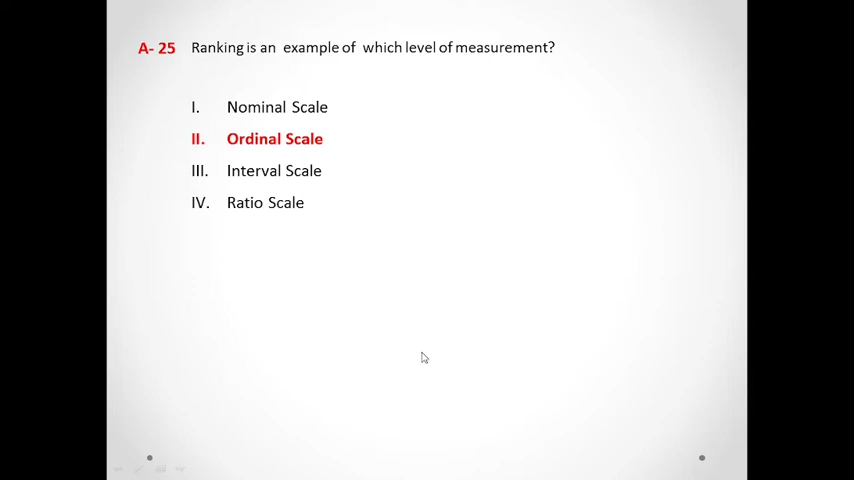 A- 25 Ranking is an example of which level of measurement?
I. Nominal Scale
II. Ordinal Scale
III. Interval Scale
IV. Ratio Scale